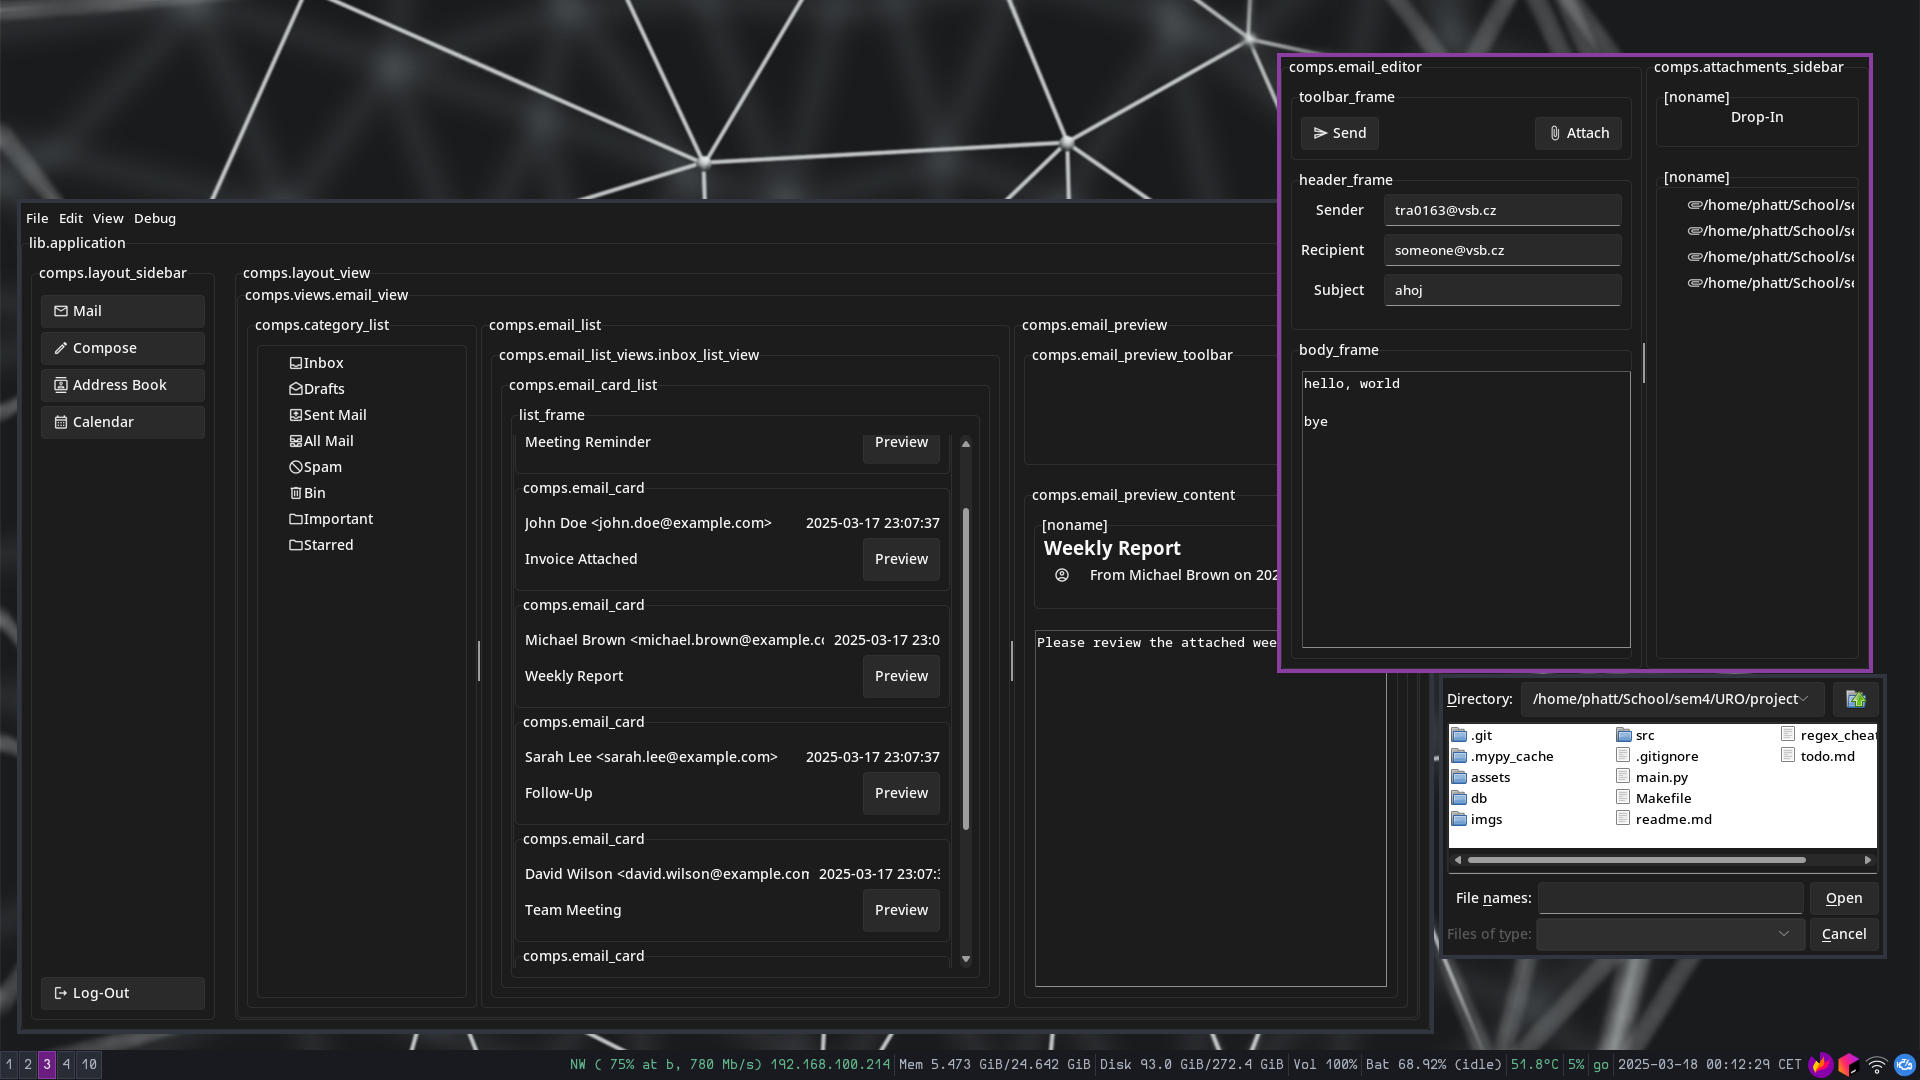 File Edit View Debug
lib.application
comps.layout_sidebar
Mail
Compose
Address Book
Calendar
Log-Out
comps.layout_view
comps.views.email_view
comps.category_list
Inbox
Drafts
Sent Mail
All Mail
Spam
Bin
Important
Starred
comps.email_list
comps.email_list_views.inbox_list_view
comps.email_card_list
list_frame
Meeting Reminder Preview
comps.email_card
John Doe <john.doe@example.com> 2025-03-17 23:07:37
Invoice Attached Preview
comps.email_card
Michael Brown <michael.brown@example.co 2025-03-17 23:0
Weekly Report Preview
comps.email_card
Sarah Lee <sarah.lee@example.com> 2025-03-17 23:07:37
Follow-Up Preview
comps.email_card
David Wilson <david.wilson@example.com 2025-03-17 23:07:3
Team Meeting Preview
comps.email_card
comps.email_preview
comps.email_preview_toolbar
comps.email_preview_content
[noname]
Weekly Report
From Michael Brown on 202
Please review the attached wee
comps.email_editor
toolbar_frame
Send Attach
header_frame
Sender tra0163@vsb.cz
Recipient someone@vsb.cz
Subject ahoj
body_frame
hello, world
bye
comps.attachments_sidebar
[noname]
Drop-In
[noname]
/home/phatt/School/se
/home/phatt/School/se
/home/phatt/School/se
/home/phatt/School/se
Directory: /home/phatt/School/sem4/URO/project
.git
.mypy_cache
assets
db
imgs
src
.gitignore
main.py
Makefile
readme.md
regex_cheat
todo.md
File names: Open
Files of type: Cancel
1 2 3 4 10 NW ( 75% at b, 780 Mb/s) 192.168.100.214 Mem 5.473 GiB/24.642 GiB Disk 93.0 GiB/272.4 GiB Vol 100% Bat 68.92% (idle) 51.8°C 5% go 2025-03-18 00:12:29 CET